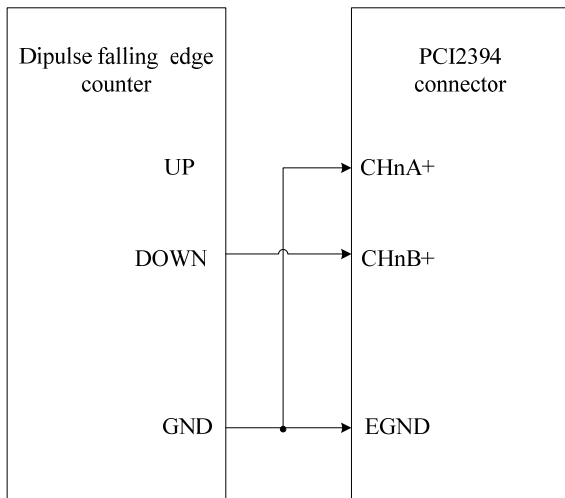 Dipulse falling edge
counter
PCI2394
connector
UP
CHnA+
DOWN
CHnB+
GND
EGND